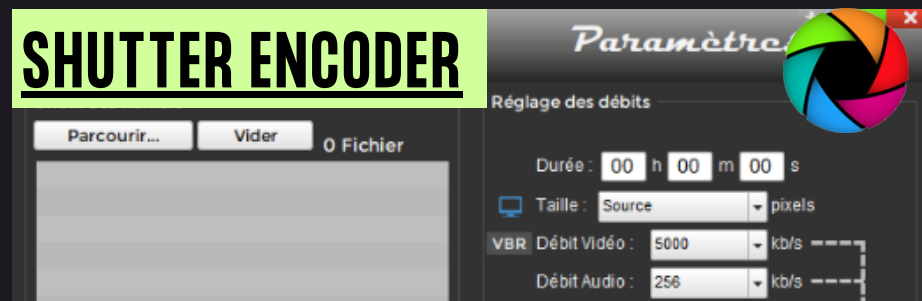 SHUTTER ENCODER
Parcourir...
Vider
0 Fichier
Paramètres
Réglage des débits
Durée : 00 h 00 m 00 s
Taille : Source pixels
VBR Débit Vidéo : 5000 kb/s
Débit Audio : 256 kb/s